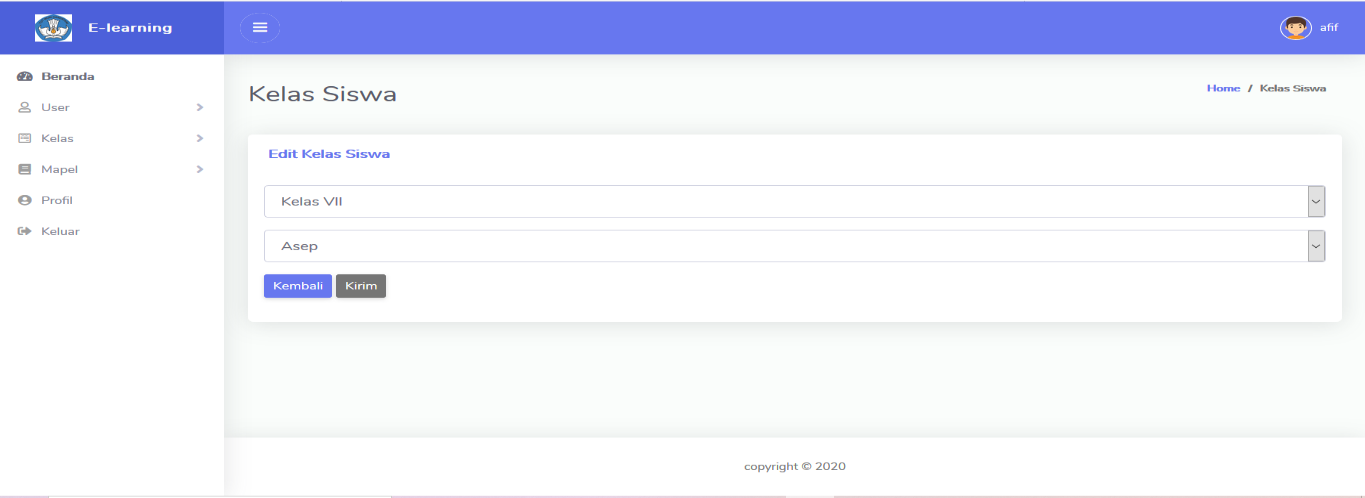 E-learning
afif
Beranda
User
Kelas
Mapel
Profil
Keluar
Kelas Siswa
Home / Kelas Siswa
Edit Kelas Siswa
Kelas VII
Asep
Kembali Kirim
copyright © 2020